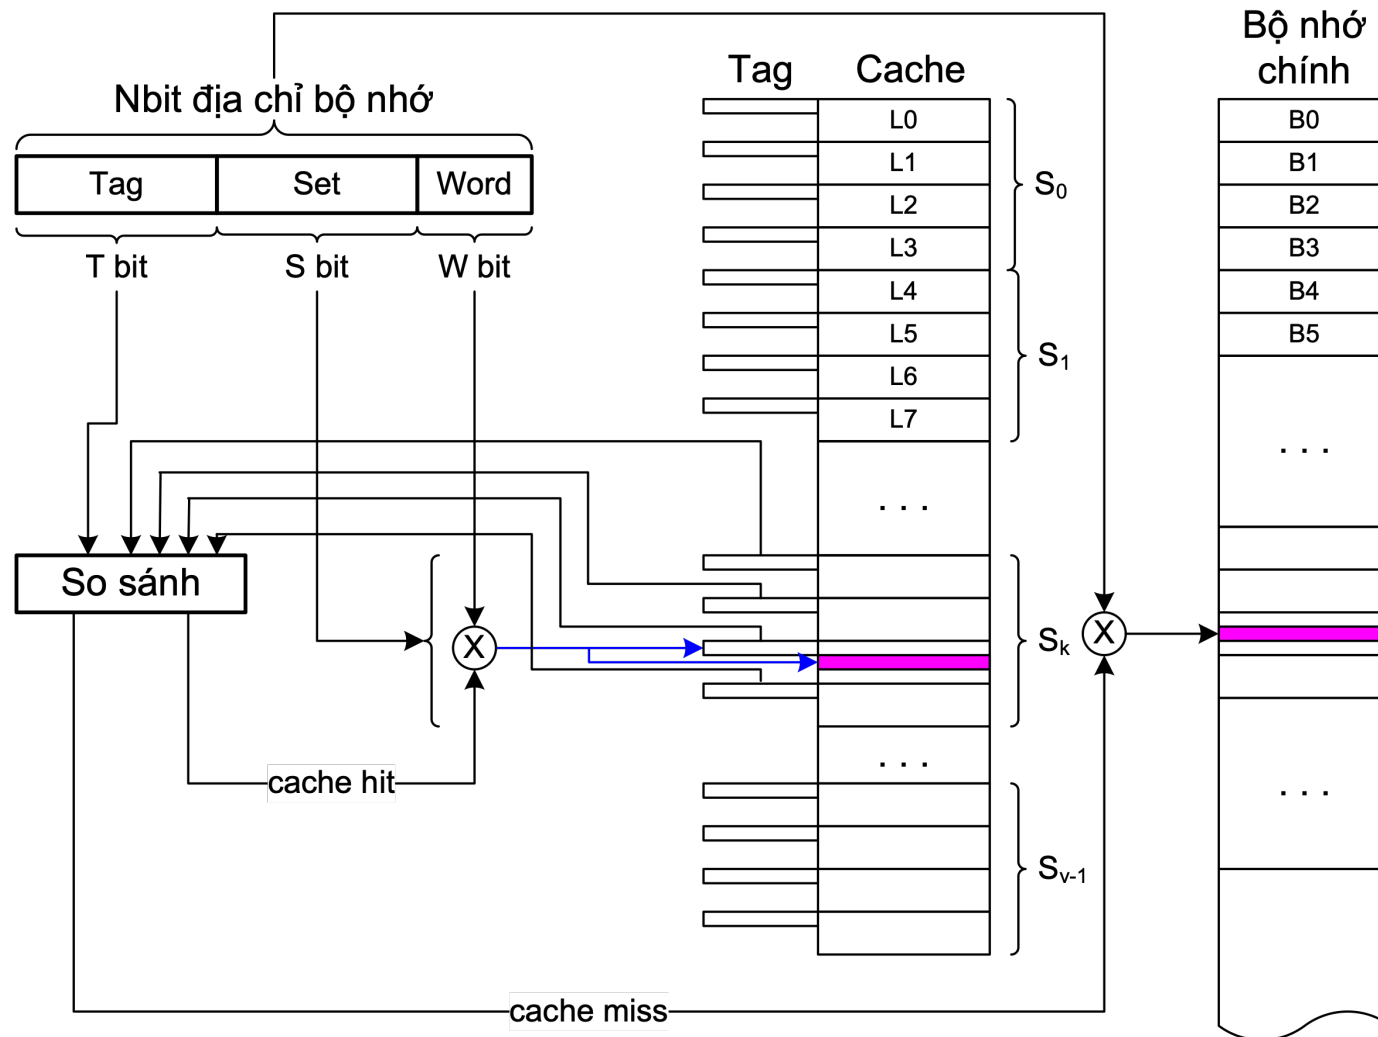 Bộ nhớ
chính
Tag
Cache
Nbit địa chỉ bộ nhớ
Tag
Set
Word
T bit
S bit
W bit
L0
L1
L2
L3
L4
L5
L6
L7
. . .
. . .
S0
S1
Sk
Sv-1
B0
B1
B2
B3
B4
B5
. . .
. . .
So sánh
X
X
cache hit
cache miss